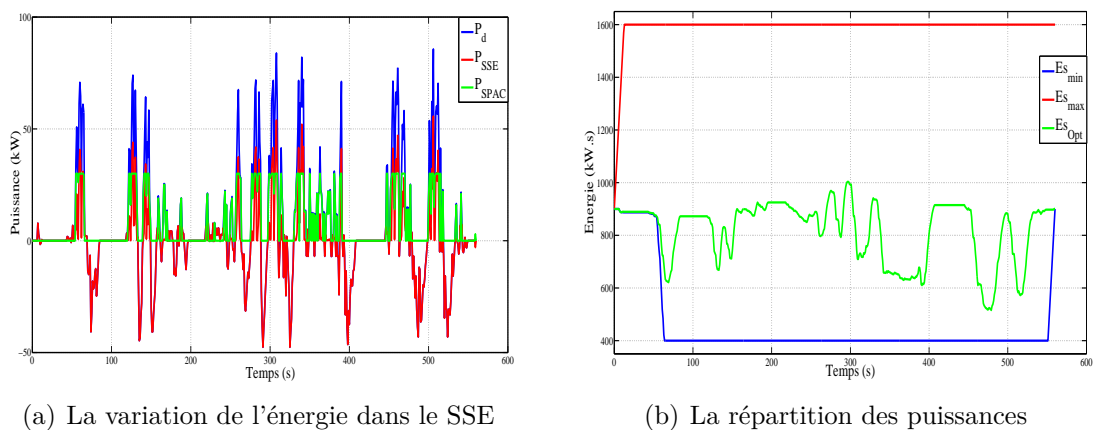 100
50
0
−50
Puissance (kW)
0
100
200
300
400
500
600
Temps (s)
P_d
P_SSE
P_SPAC
1600
1400
1200
1000
800
600
400
Energie (kW.s)
0
100
200
300
400
500
600
Temps (s)
Es_min
Es_max
Es_Opt
(a) La variation de l'énergie dans le SSE
(b) La répartition des puissances